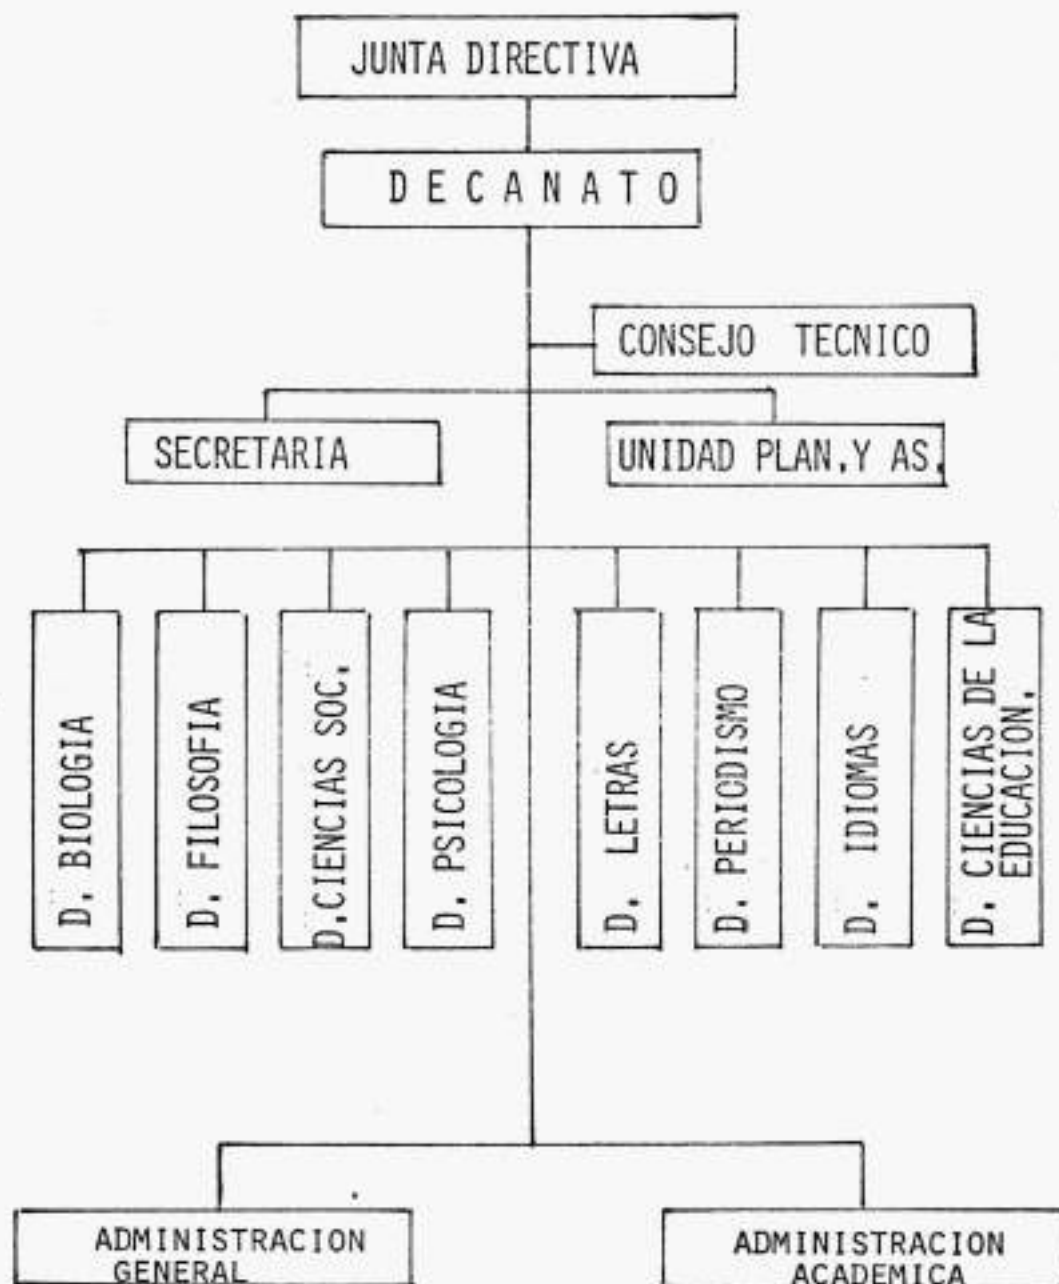 JUNTA DIRECTIVA
D E C A N A T O
CONSEJO TECNICO
SECRETARIA
UNIDAD PLAN. Y AS.
D. BIOLOGIA
D. FILOSOFIA
D. CIENCIAS SOC.
D. PSICOLOGIA
D. LETRAS
D. PERIODISMO
D. IDIOMAS
D. CIENCIAS DE LA
EDUCACION.
ADMINISTRACION
GENERAL
ADMINISTRACION
ACADEMICA